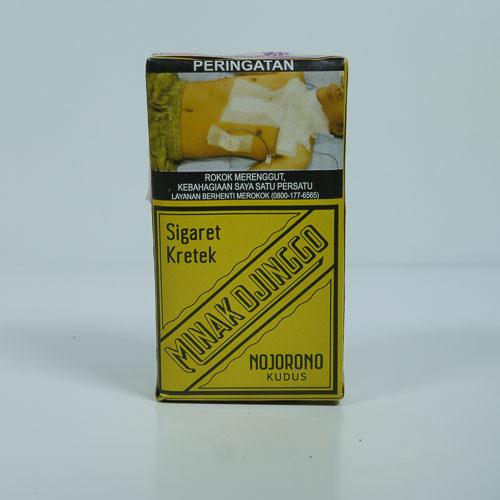 PERINGATAN
ROKOK MERENGGUT,
KEBAHAGIAAN SAYA SATU PERSATU
LAYANAN BERHENTI MEROKOK (0800-177-6565)
Sigaret
Kretek
MINAK DJINGGO
NOJORONO
KUDUS